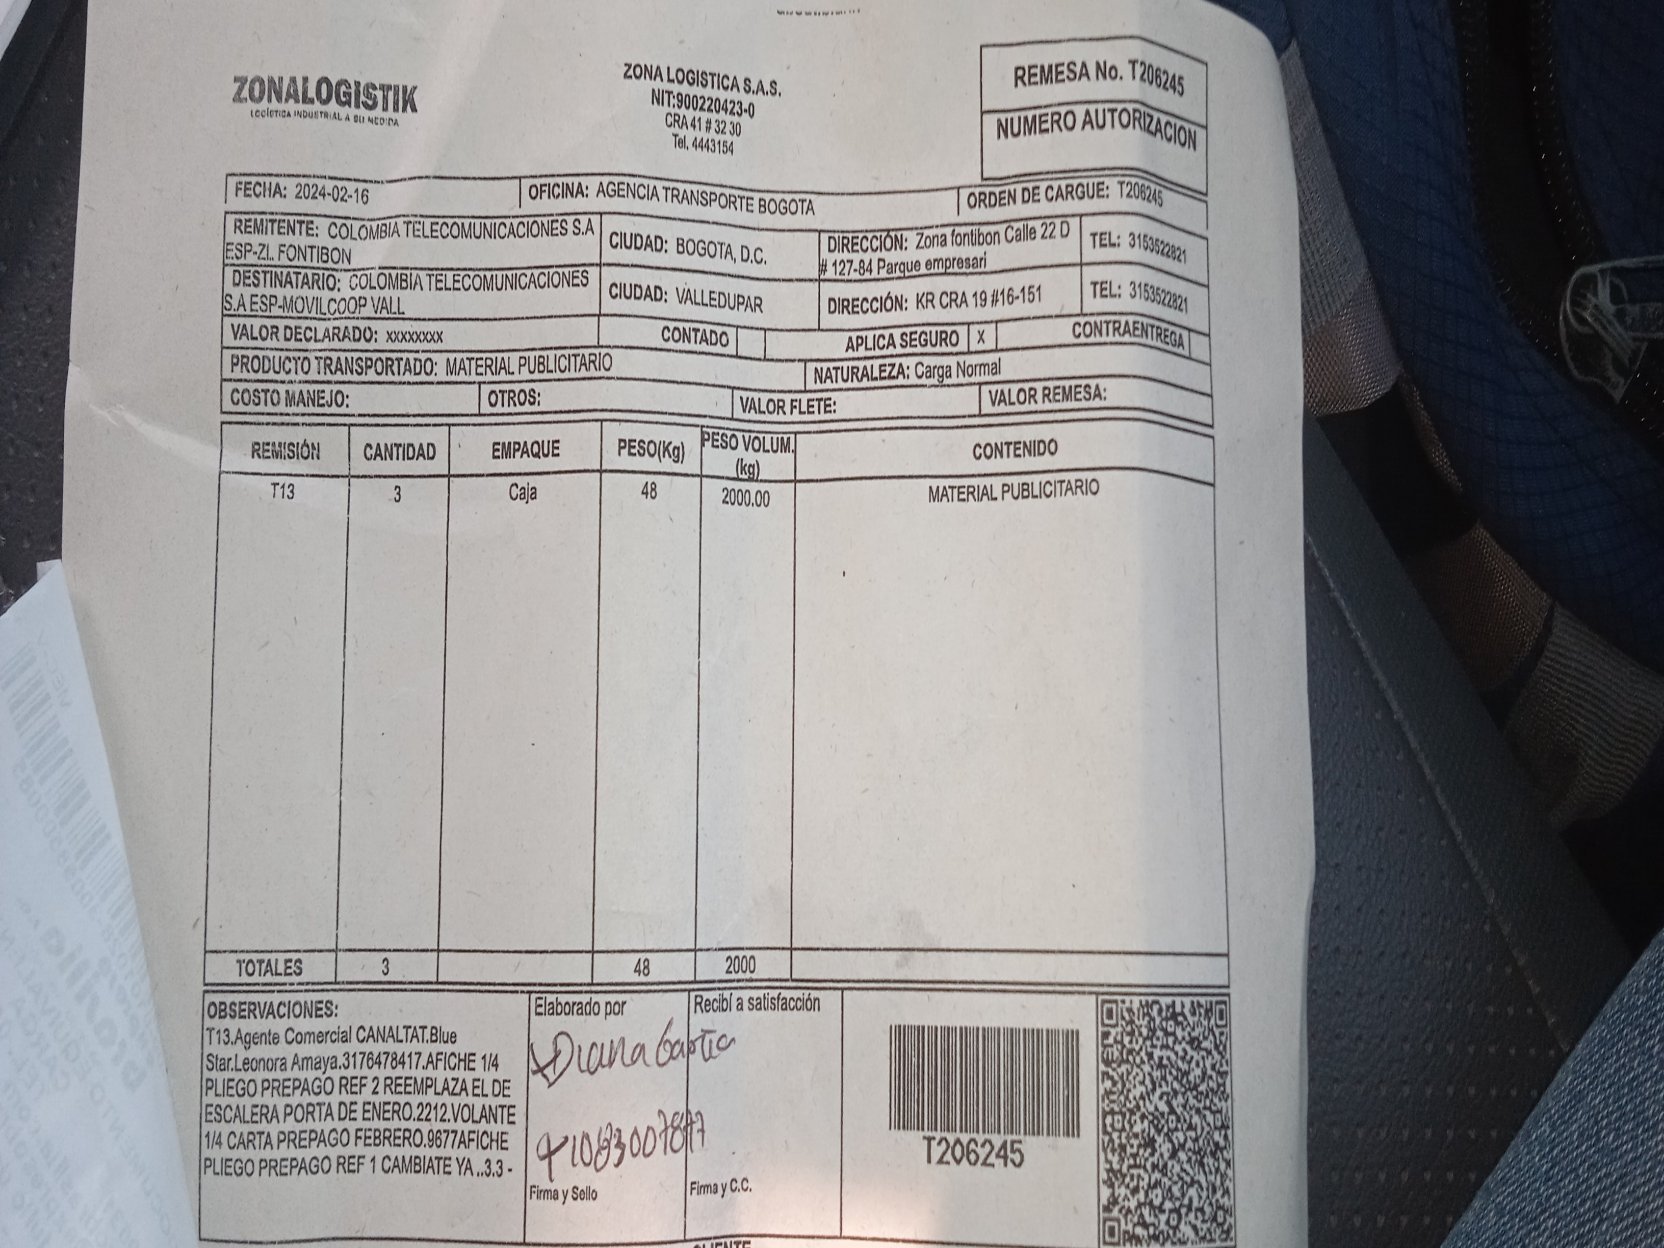 ZONALOGISTIK
LOGÍSTICA INDUSTRIAL A SU MEDIDA
ZONA LOGISTICA S.A.S.
NIT:900220423-0
CRA 41 # 32 30
Tel, 4443154
REMESA No. T206245
NUMERO AUTORIZACION
FECHA: 2024-02-16 OFICINA: AGENCIA TRANSPORTE BOGOTA ORDEN DE CARGUE: T206245
REMITENTE: COLOMBIA TELECOMUNICACIONES S.A
ESP-ZI.. FONTIBON
CIUDAD: BOGOTA, D.C.
DIRECCIÓN: Zona fontibon Calle 22 D
# 127-84 Parque empresari
TEL: 3153522821
DESTINATARIO: COLOMBIA TELECOMUNICACIONES
S.A ESP-MOVILCOOP VALL
CIUDAD: VALLEDUPAR
DIRECCIÓN: KR CRA 19 #16-151
TEL: 3153522821
VALOR DECLARADO: xxxxxxxx CONTADO APLICA SEGURO X CONTRAENTREGA
PRODUCTO TRANSPORTADO: MATERIAL PUBLICITARIO NATURALEZA: Carga Normal
COSTO MANEJO: OTROS: VALOR FLETE: VALOR REMESA:
REMISIÓN CANTIDAD EMPAQUE PESO(Kg) PESO VOLUM.
(kg) CONTENIDO
T13 3 Caja 48 2000.00 MATERIAL PUBLICITARIO
TOTALES 3 48 2000
OBSERVACIONES:
T13.Agente Comercial CANALTAT.Blue
Star.Leonora Amaya.3176478417.AFICHE 1/4
PLIEGO PREPAGO REF 2 REEMPLAZA EL DE
ESCALERA PORTA DE ENERO.2212.VOLANTE
1/4 CARTA PREPAGO FEBRERO.9677AFICHE
PLIEGO PREPAGO REF 1 CAMBIATE YA ..3.3 -
Elaborado por
Diana
Firma y Sello
Recibí a satisfacción
Firma y C.C.
T206245